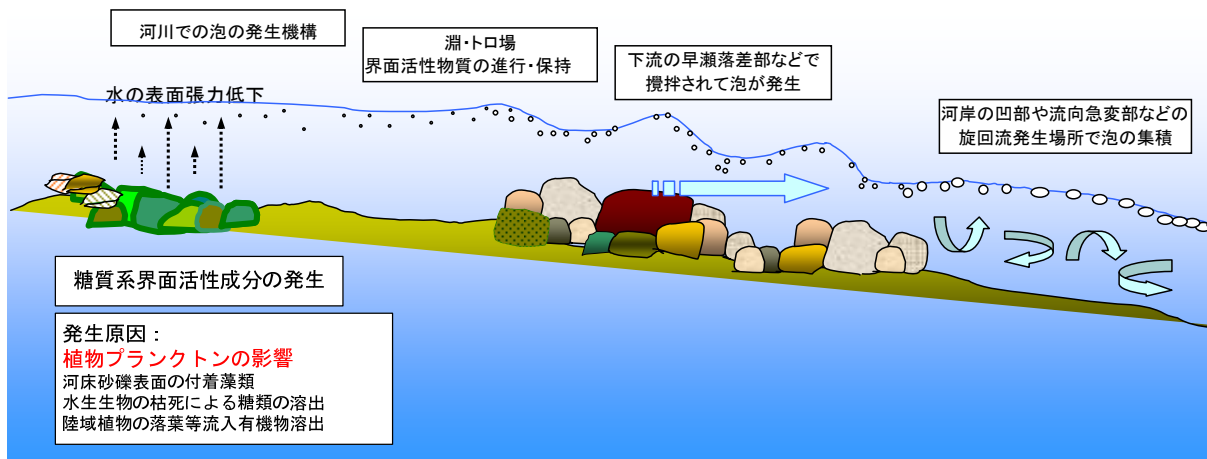 河川での泡の発生機構
淵・トロ場
界面活性物質の進行・保持
下流の早瀬落差部などで
攪拌されて泡が発生
河岸の凹部や流向急変部などの
旋回流発生場所で泡の集積
水の表面張力低下
糖質系界面活性成分の発生
発生原因：
植物プランクトンの影響
河床砂礫表面の付着藻類
水生生物の枯死による糖類の溶出
陸域植物の落葉等流入有機物溶出